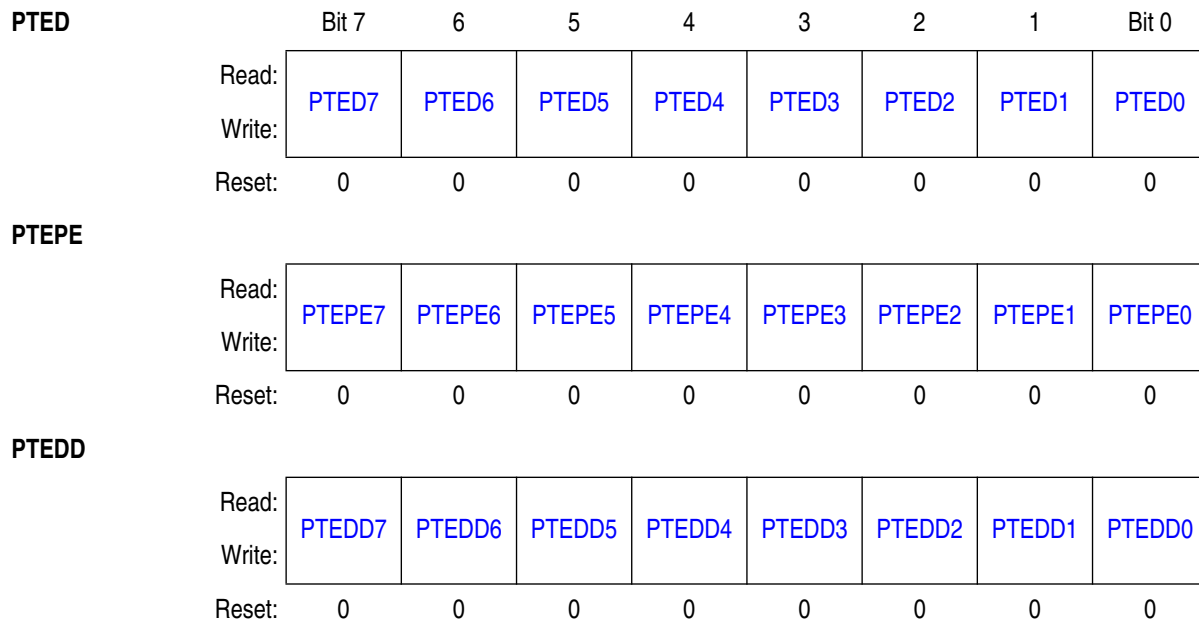 PTED Bit 7 6 5 4 3 2 1 Bit 0
Read:
PTED7 PTED6 PTED5 PTED4 PTED3 PTED2 PTED1 PTED0
Write:
Reset: 0 0 0 0 0 0 0 0
PTEPE
Read:
PTEPE7 PTEPE6 PTEPE5 PTEPE4 PTEPE3 PTEPE2 PTEPE1 PTEPE0
Write:
Reset: 0 0 0 0 0 0 0 0
PTEDD
Read:
PTEDD7 PTEDD6 PTEDD5 PTEDD4 PTEDD3 PTEDD2 PTEDD1 PTEDD0
Write:
Reset: 0 0 0 0 0 0 0 0